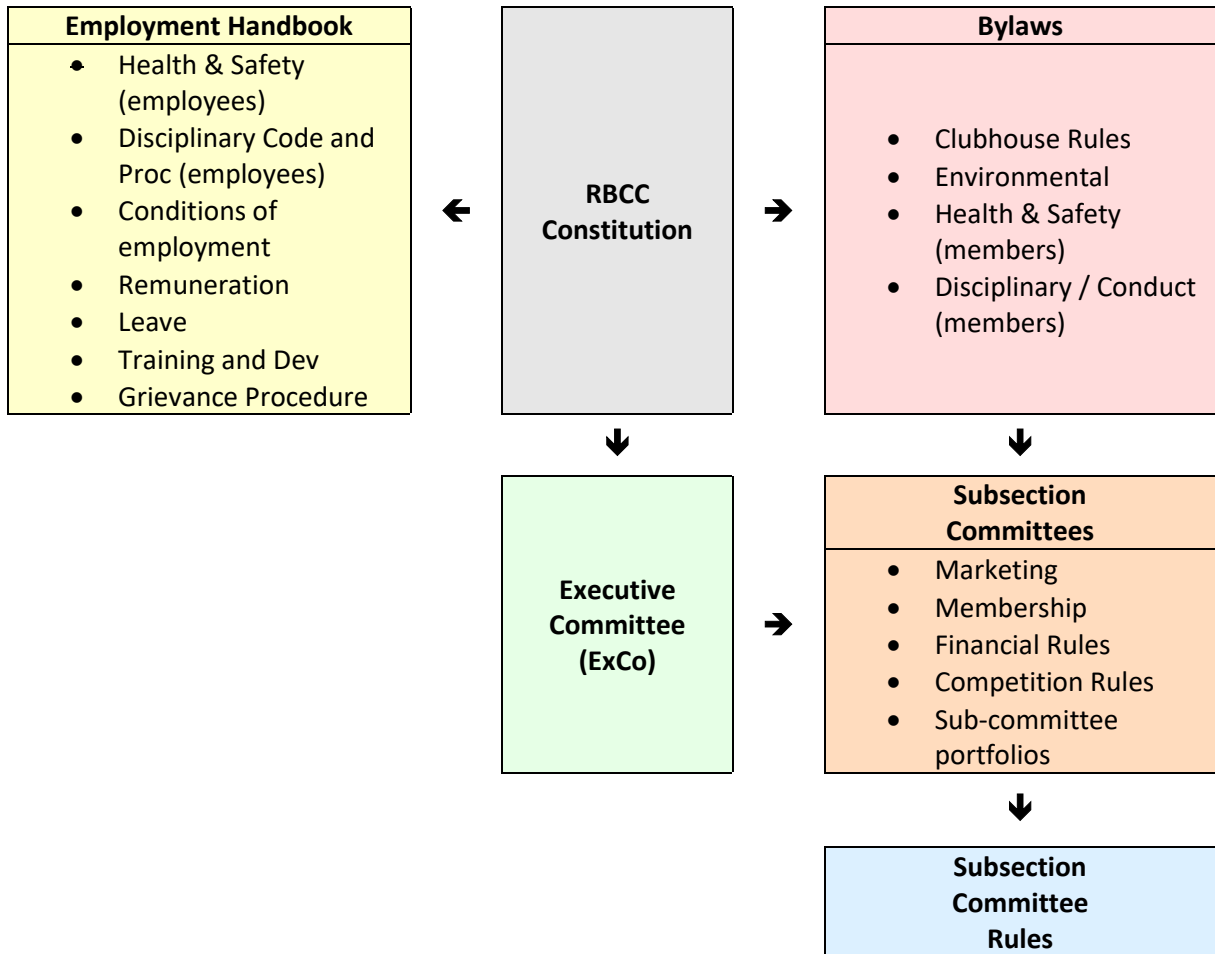 Employment Handbook
• Health & Safety
(employees)
• Disciplinary Code and
Proc (employees)
• Conditions of
employment
• Remuneration
• Leave
• Training and Dev
• Grievance Procedure
🡸
RBCC
Constitution
🡺
Bylaws
• Clubhouse Rules
• Environmental
• Health & Safety
(members)
• Disciplinary / Conduct
(members)
🡻
🡻
Executive
Committee
(ExCo)
🡺
Subsection
Committees
• Marketing
• Membership
• Financial Rules
• Competition Rules
• Sub-committee
portfolios
🡻
Subsection
Committee
Rules